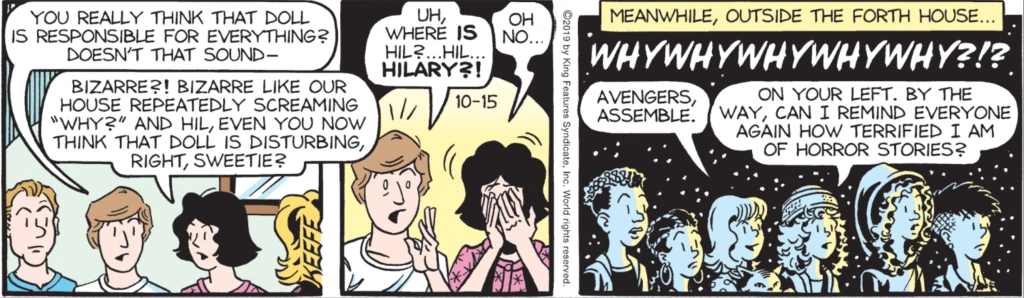 YOU REALLY THINK THAT DOLL
IS RESPONSIBLE FOR EVERYTHING?
DOESN'T THAT SOUND–
BIZARRE?! BIZARRE LIKE OUR
HOUSE REPEATEDLY SCREAMING
"WHY?" AND HIL, EVEN YOU NOW
THINK THAT DOLL IS DISTURBING,
RIGHT, SWEETIE?
UH,
WHERE IS
HIL?...HIL...
HILARY?!
OH
NO...
10-15
©2019 by King Features Syndicate, Inc. World rights reserved.
MEANWHILE, OUTSIDE THE FORTH HOUSE...
WHYWHYWHYWHYWHYWHY?!?
AVENGERS,
ASSEMBLE.
ON YOUR LEFT. BY THE
WAY, CAN I REMIND EVERYONE
AGAIN HOW TERRIFIED I AM
OF HORROR STORIES?